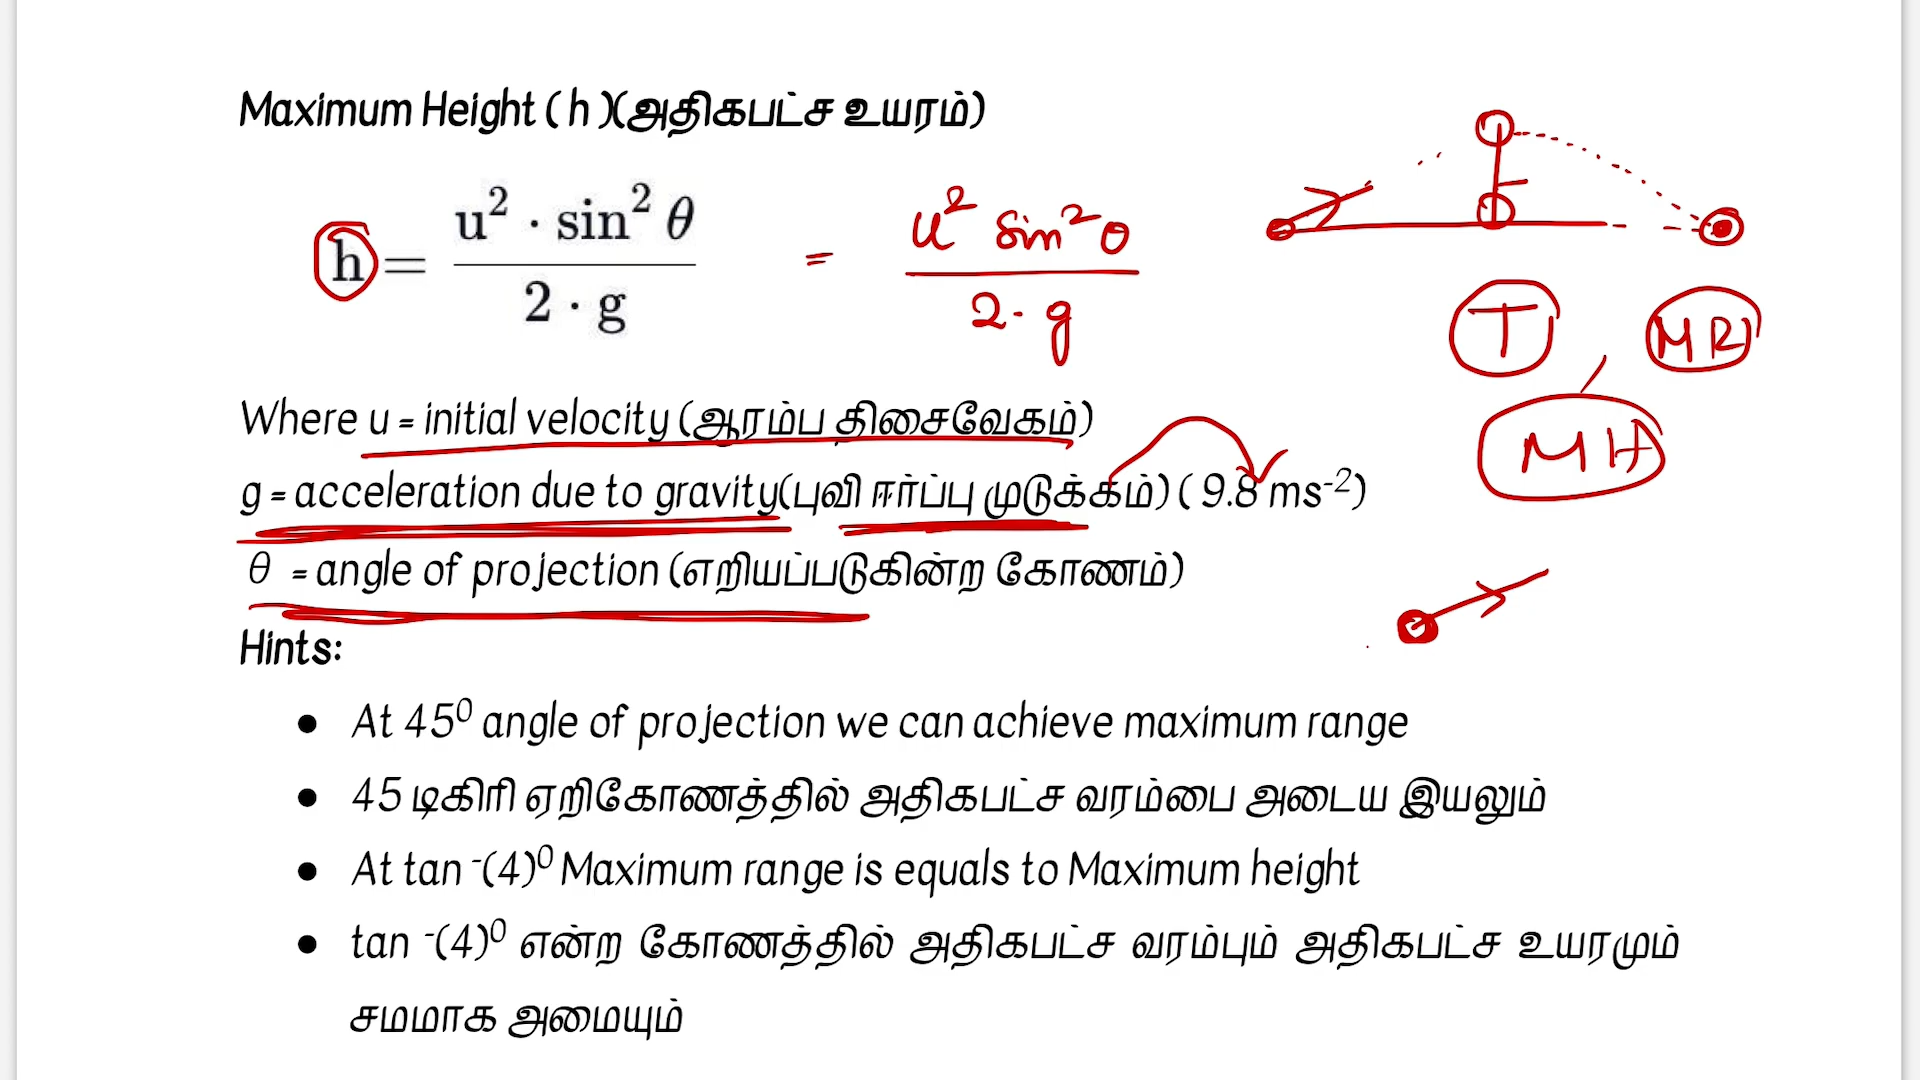 Maximum Height ( h )(அதிகபட்ச உயரம்)
h = u² · sin² θ / 2 · g = u² sin² θ / 2 · g
T
MR
MH
Where u = initial velocity (ஆரம்ப திசைவேகம்)
g = acceleration due to gravity(புவி ஈர்ப்பு முடுக்கம்) ( 9.8 ms⁻²)
θ = angle of projection (எறியப்படுகின்ற கோணம்)
Hints:
● At 45⁰ angle of projection we can achieve maximum range
● 45 டிகிரி ஏறிகோணத்தில் அதிகபட்ச வரம்பை அடைய இயலும்
● At tan ⁻(4)⁰ Maximum range is equals to Maximum height
● tan ⁻(4)⁰ என்ற கோணத்தில் அதிகபட்ச வரம்பும் அதிகபட்ச உயரமும்
சமமாக அமையும்